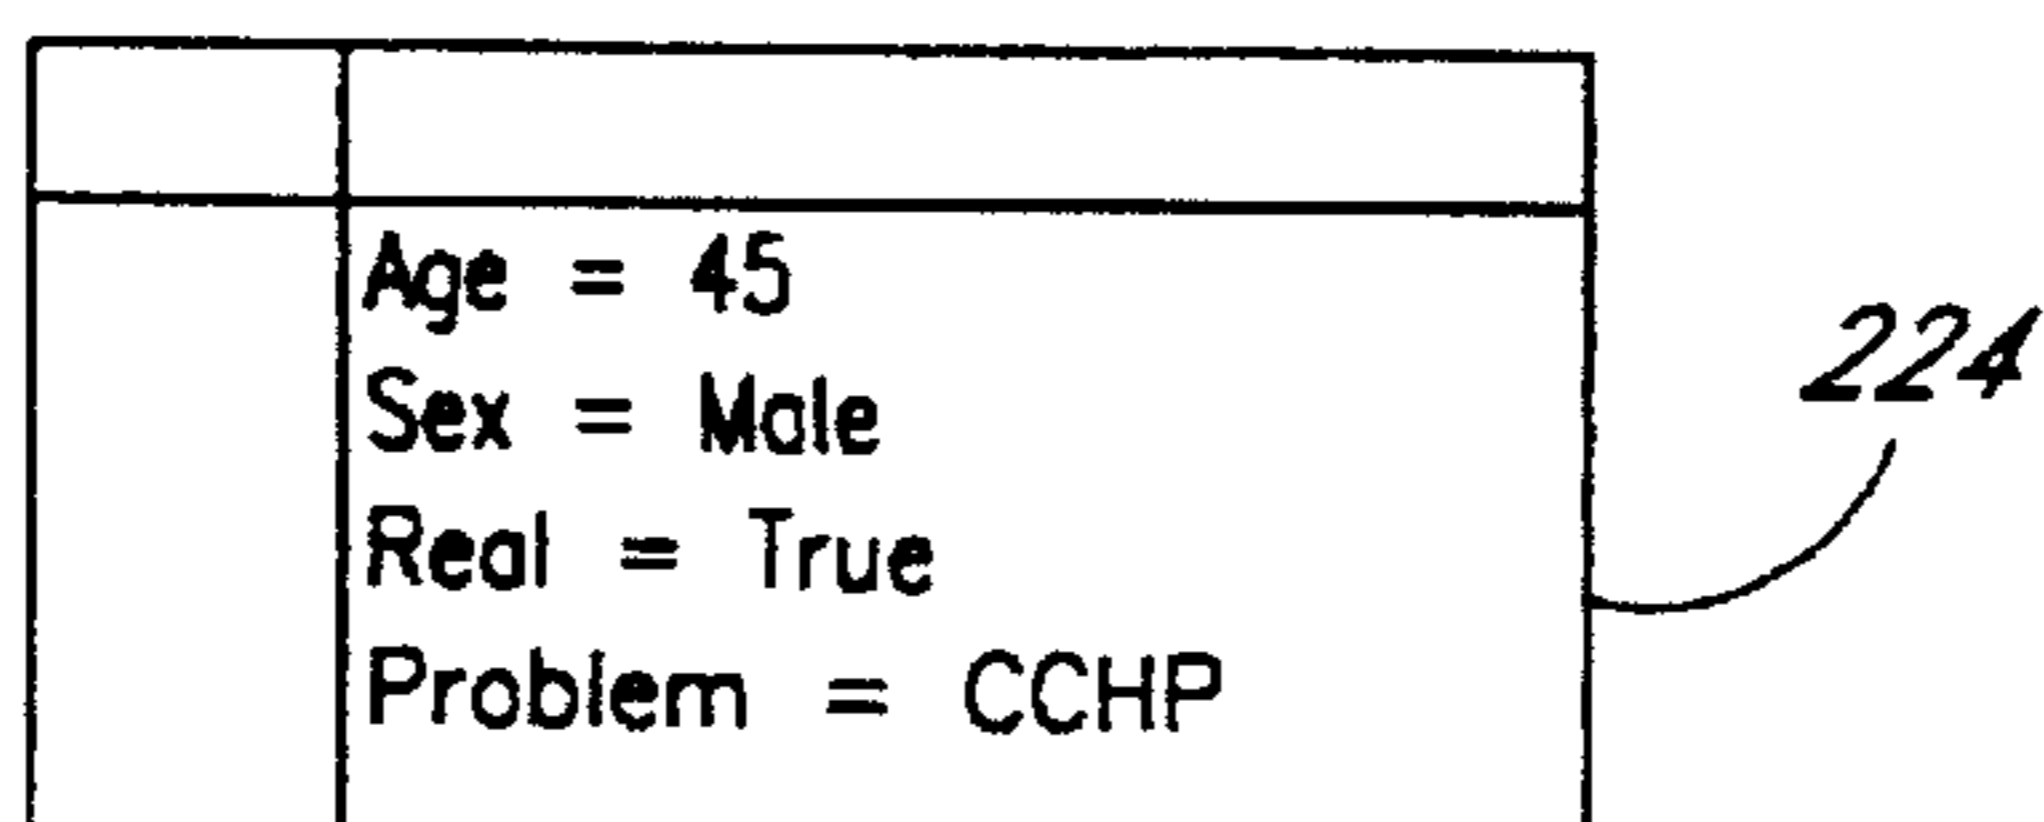 Age = 45
Sex = Male
Real = True
Problem = CCHP
224